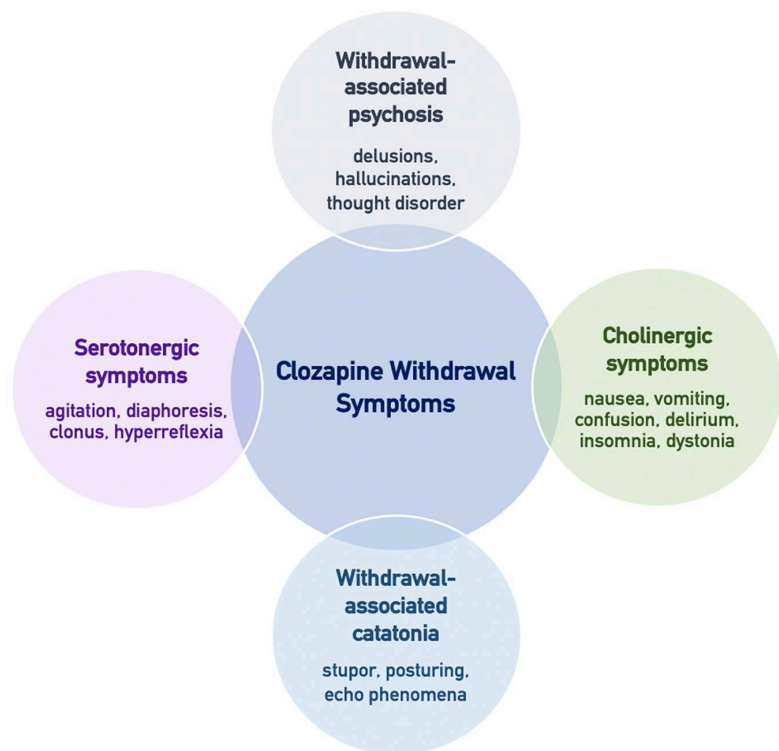 Withdrawal-
associated
psychosis
delusions,
hallucinations,
thought disorder
Serotonergic
symptoms
agitation, diaphoresis,
clonus, hyperreflexia
Clozapine Withdrawal
Symptoms
Cholinergic
symptoms
nausea, vomiting,
confusion, delirium,
insomnia, dystonia
Withdrawal-
associated
catatonia
stupor, posturing,
echo phenomena